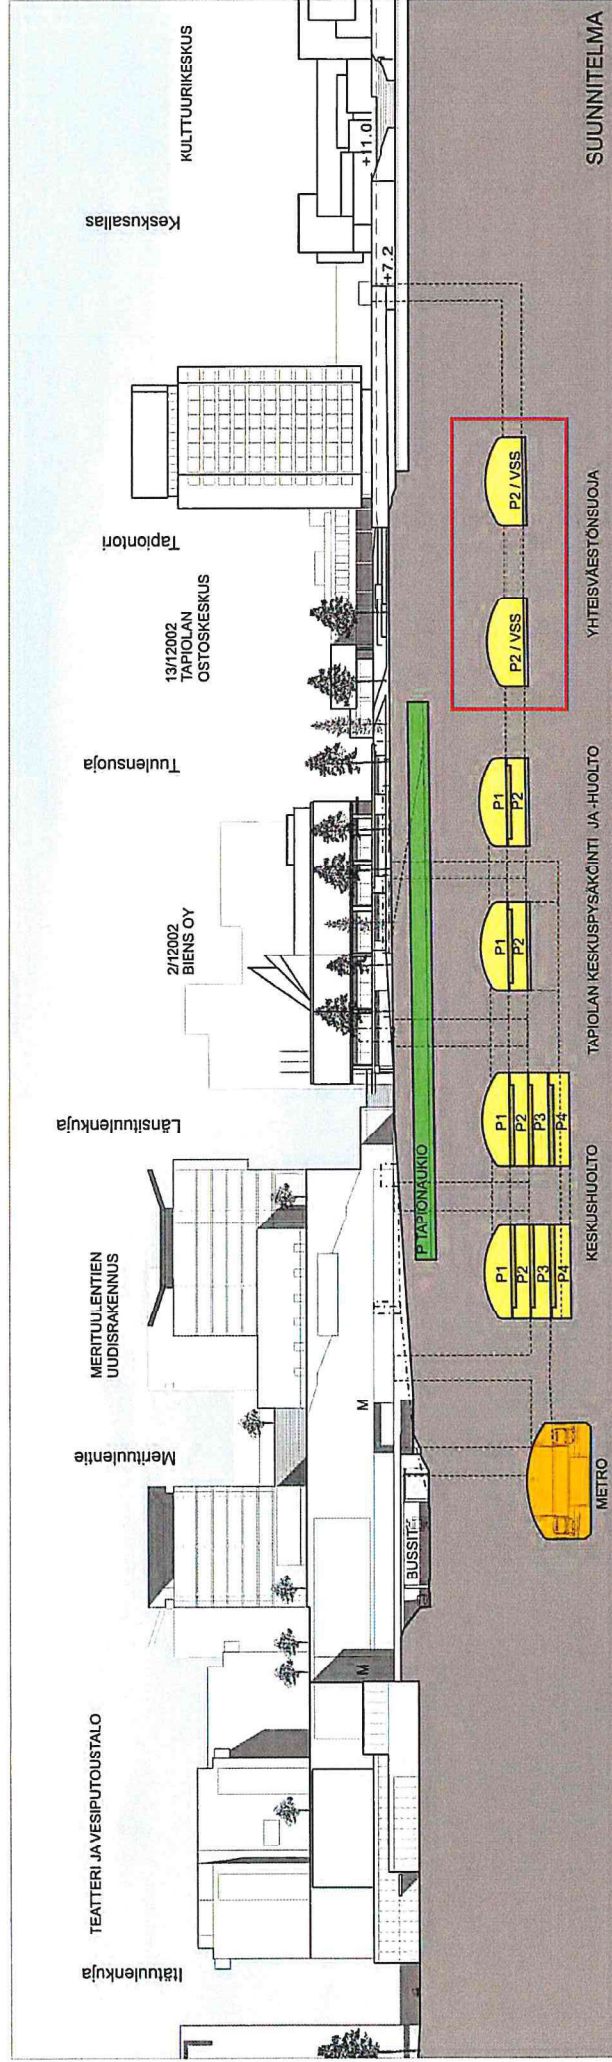 Itätuulenkuja
TEATTERI JA VESIPUTOUSTALO
Merituulentie
MERITUULENTIEN
UUDISRAKENNUS
Länsituulenkuja
2/12002
BIENS OY
Tuulensuoja
13/12002
TAPIOLAN
OSTOSKESKUS
Tapiontori
Keskusallas
KULTTUURIKESKUS
M
BUSSIT
M
+7.2
+11.0
P TAPIONAUKIO
METRO
P1
P2
P3
P4
P1
P2
P3
P4
P1
P2
P1
P2
P2 / VSS
P2 / VSS
KESKUSHUOLTO
TAPIOLAN KESKUSPYSÄKÖINTI JA -HUOLTO
YHTEISVÄESTÖNSUOJA
SUUNNITELMA